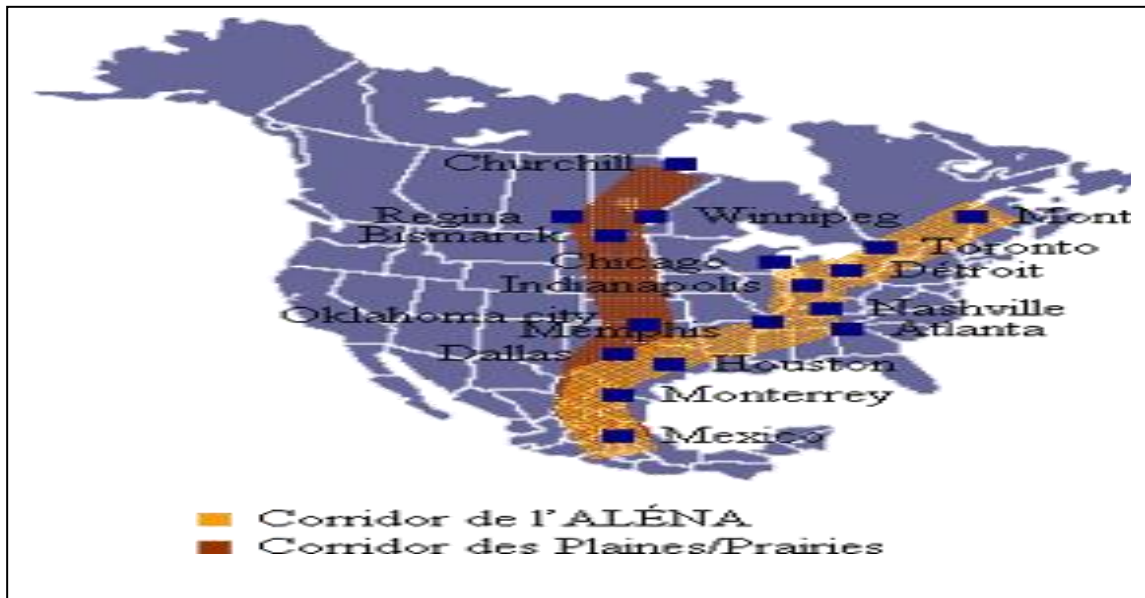 Churchill
Regina
Winnipeg
Mont
Bismarck
Toronto
Chicago
Détroit
Indianapolis
Nashville
Oklahoma city
Memphis
Atlanta
Dallas
Houston
Monterrey
Mexico
Corridor de l'ALÉNA
Corridor des Plaines/Prairies